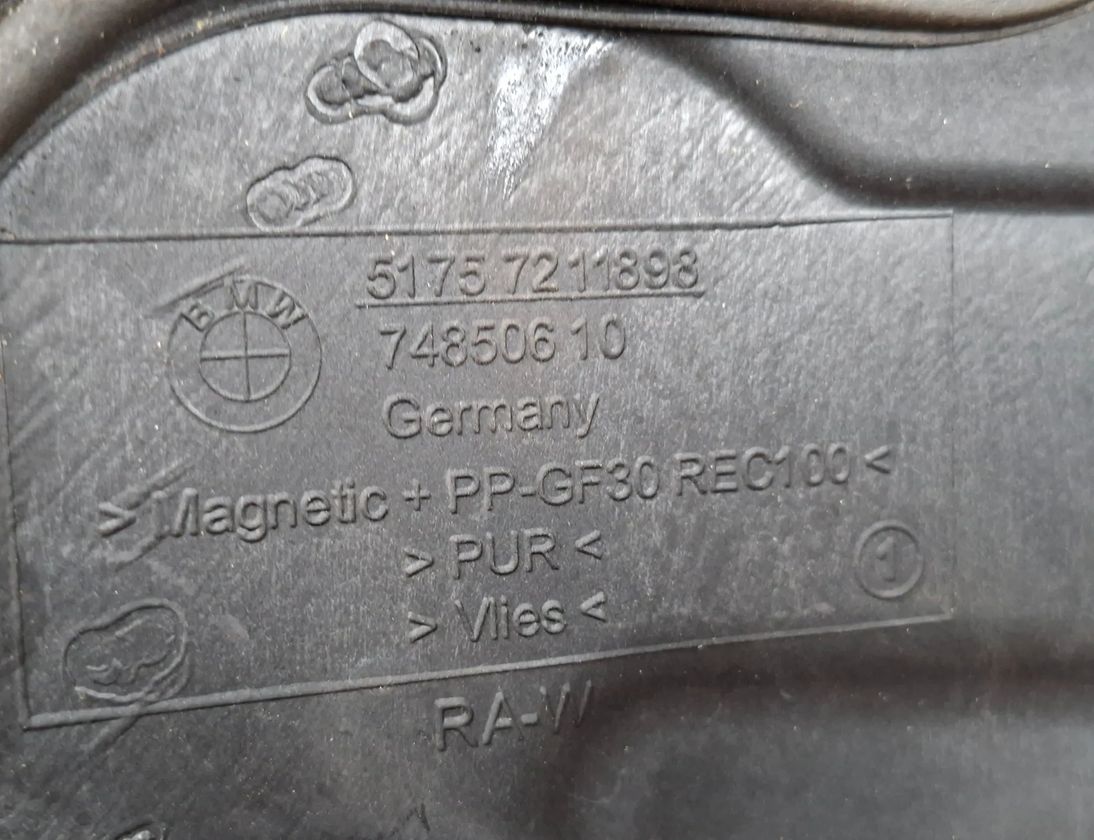 BMW
5175 7211898
748506 10
Germany
> Magnetic + PP-GF30 REC100 <
> PUR <
> Vlies <
1
RA-W